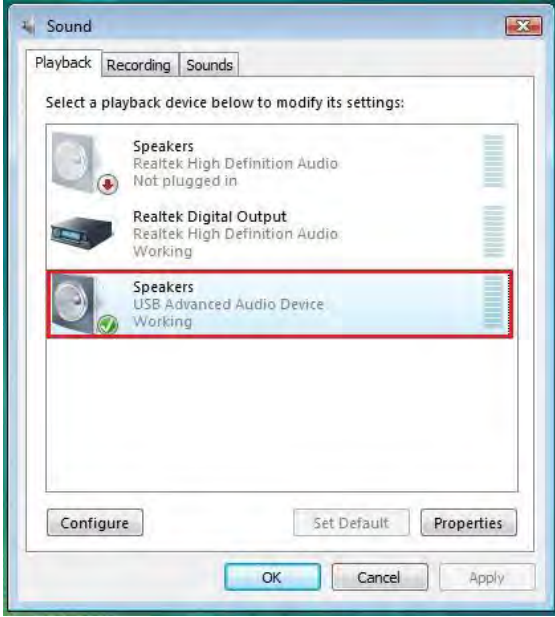 Sound
Playback Recording Sounds
Select a playback device below to modify its settings:
Speakers
Realtek High Definition Audio
Not plugged in
Realtek Digital Output
Realtek High Definition Audio
Working
Speakers
USB Advanced Audio Device
Working
Configure Set Default Properties
OK Cancel Apply